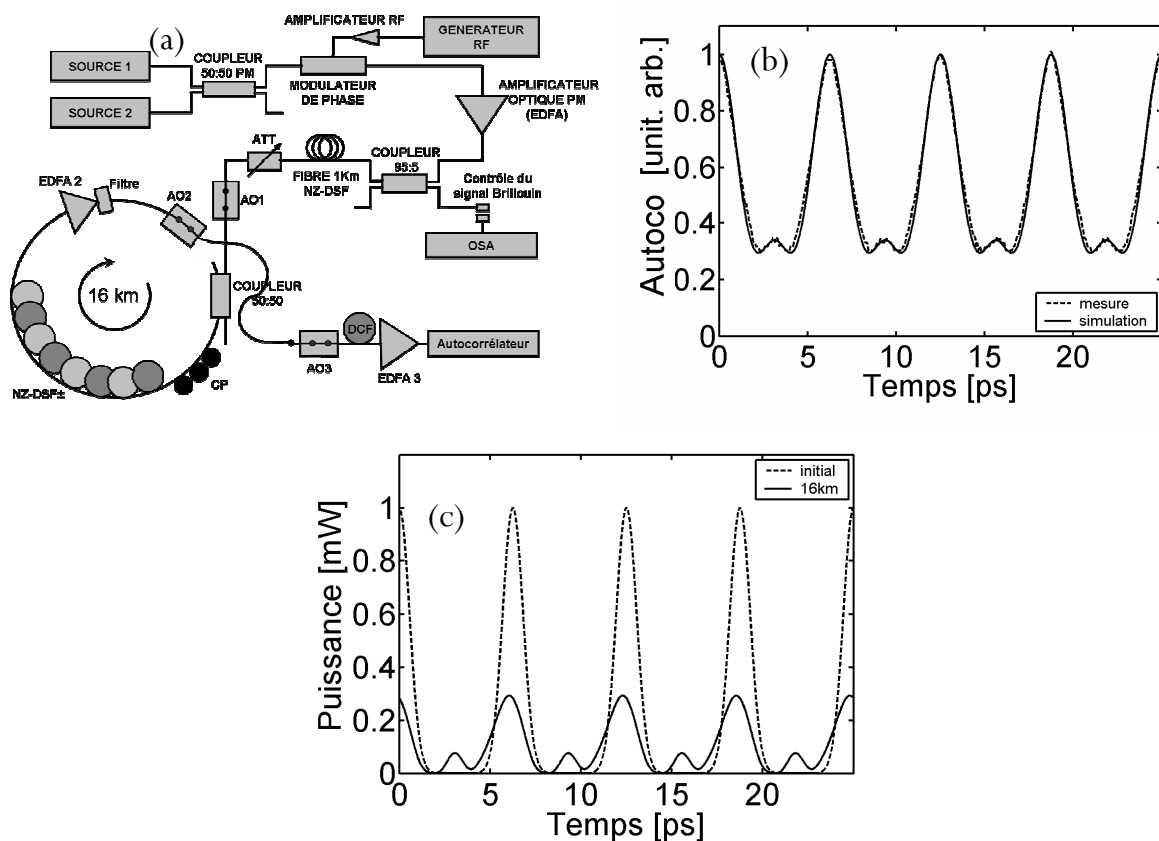 (a)
AMPLIFICATEUR RF
GENERATEUR
RF
COUPLEUR
50:50 PM
SOURCE 1
SOURCE 2
MODULATEUR
DE PHASE
AMPLIFICATEUR
OPTIQUE PM
(EDFA)
ATT
COUPLEUR
95:5
FIBRE 1Km
NZ-DSF
Contrôle du
signal Brillouin
OSA
EDFA 2
Filtre
AO2
AO1
16 km
COUPLEUR
50:50
NZ-DSF±
CP
AO3
DCF
EDFA 3
Autocorrélateur
(b)
Autoco [unit. arb.]
1
0.8
0.6
0.4
0.2
0
0
5
10
15
20
Temps [ps]
mesure
simulation
(c)
Puissance [mW]
1
0.8
0.6
0.4
0.2
0
0
5
10
15
20
Temps [ps]
initial
16km